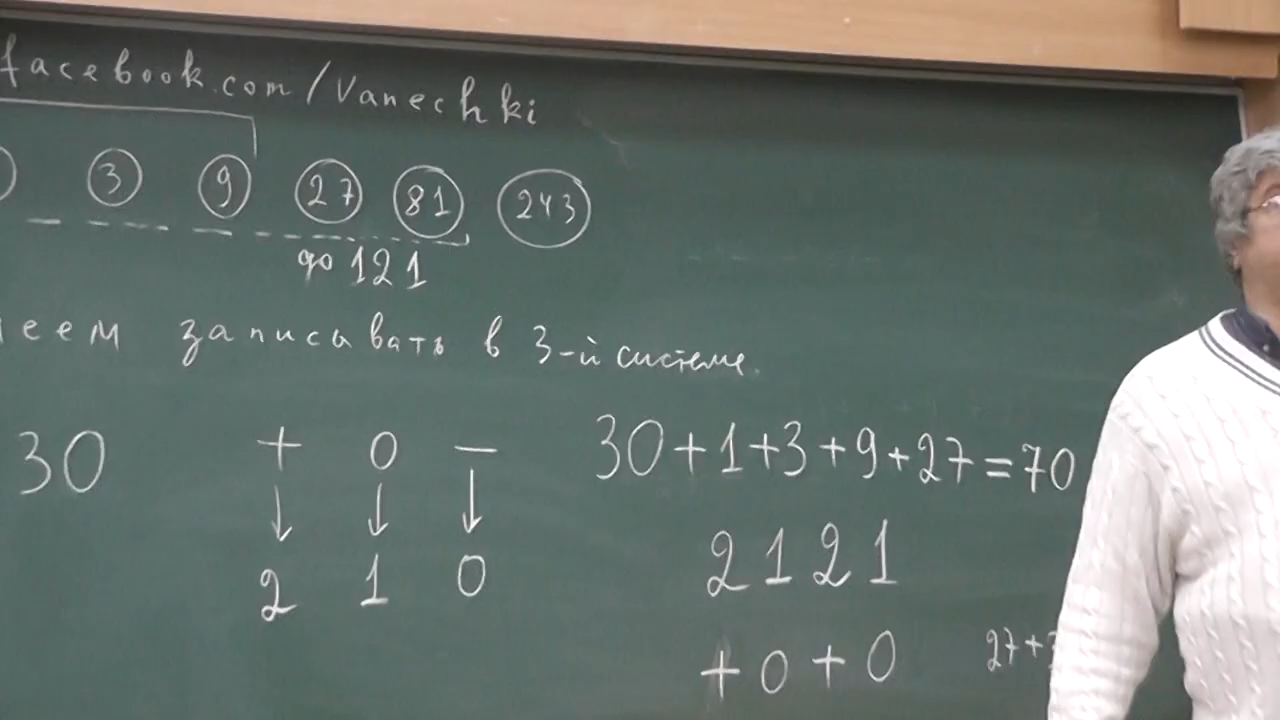 facebook.com/Vanechki
3 9 27 81 243
до 121
записывать в 3-й системе.
30 + 0 − 30+1+3+9+27=70
↓ ↓ ↓
2 1 0 2121
+0+0 27+